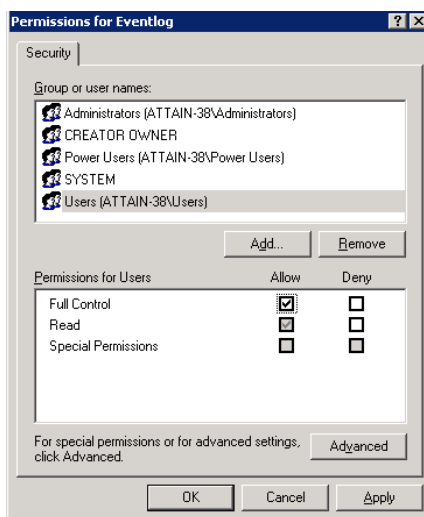 Permissions for Eventlog
Security
Group or user names:
Administrators (ATTAIN-38\Administrators)
CREATOR OWNER
Power Users (ATTAIN-38\Power Users)
SYSTEM
Users (ATTAIN-38\Users)
Add... Remove
Permissions for Users Allow Deny
Full Control
Read
Special Permissions
For special permissions or for advanced settings,
click Advanced.
Advanced
OK Cancel Apply